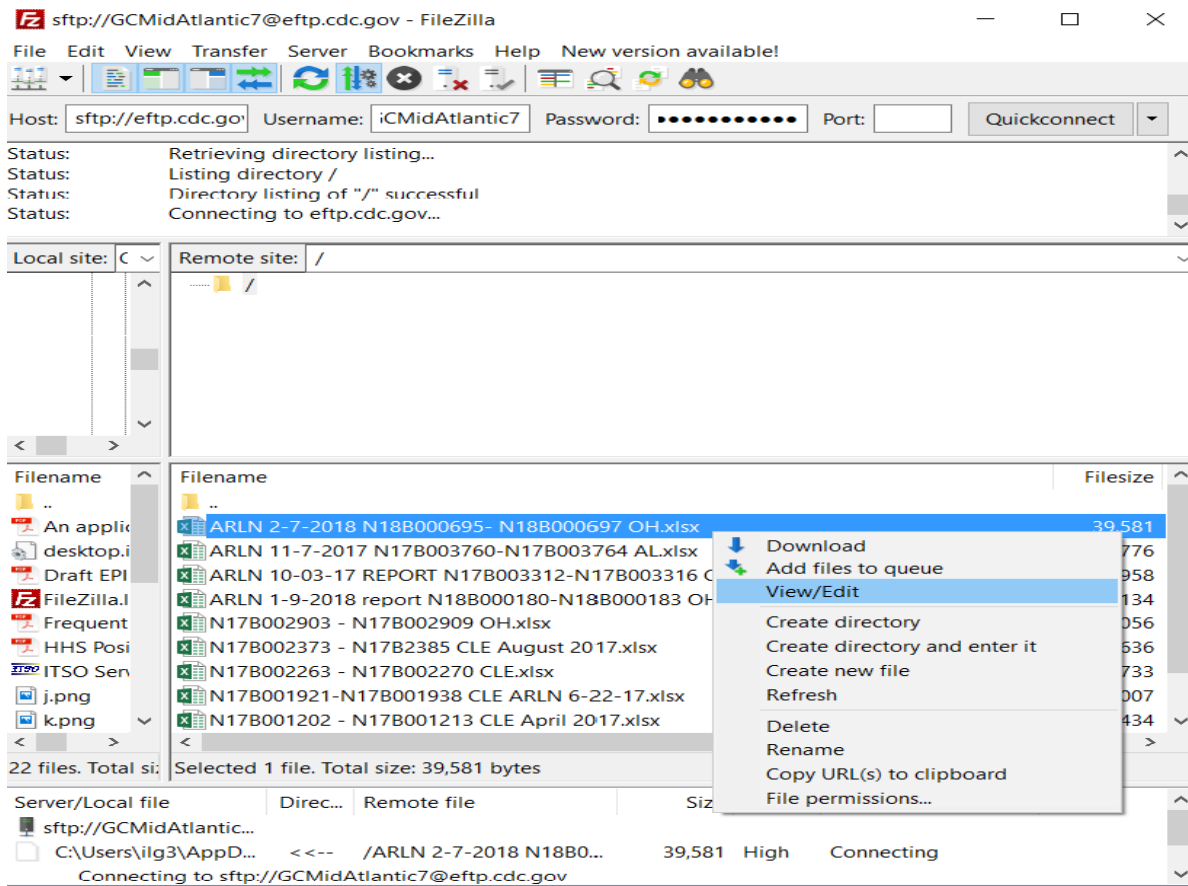 sftp://GCMidAtlantic7@eftp.cdc.gov - FileZilla
File Edit View Transfer Server Bookmarks Help New version available!
Host: sftp://eftp.cdc.gov Username: iCMidAtlantic7 Password: ●●●●●●●●●●● Port: Quickconnect
Status: Retrieving directory listing...
Status: Listing directory /
Status: Directory listing of "/" successful
Status: Connecting to eftp.cdc.gov...
Local site: C Remote site: /
/
Filename Filename Filesize
.. ..
An applic ARLN 2-7-2018 N18B000695- N18B000697 OH.xlsx 39,581
desktop.i ARLN 11-7-2017 N17B003760-N17B003764 AL.xlsx 776
Draft EPI ARLN 10-03-17 REPORT N17B003312-N17B003316 958
FileZilla.l ARLN 1-9-2018 report N18B000180-N18B000183 OH 134
Frequent N17B002903 - N17B002909 OH.xlsx 056
HHS Posi N17B002373 - N17B2385 CLE August 2017.xlsx 636
ITSO Serv N17B002263 - N17B002270 CLE.xlsx 733
j.png N17B001921-N17B001938 CLE ARLN 6-22-17.xlsx 007
k.png N17B001202 - N17B001213 CLE April 2017.xlsx 434
Download
Add files to queue
View/Edit
Create directory
Create directory and enter it
Create new file
Refresh
Delete
Rename
Copy URL(s) to clipboard
File permissions...
22 files. Total si: Selected 1 file. Total size: 39,581 bytes
Server/Local file Direc... Remote file Siz
sftp://GCMidAtlantic...
C:\Users\ilg3\AppD... <<-- /ARLN 2-7-2018 N18B0... 39,581 High Connecting
Connecting to sftp://GCMidAtlantic7@eftp.cdc.gov